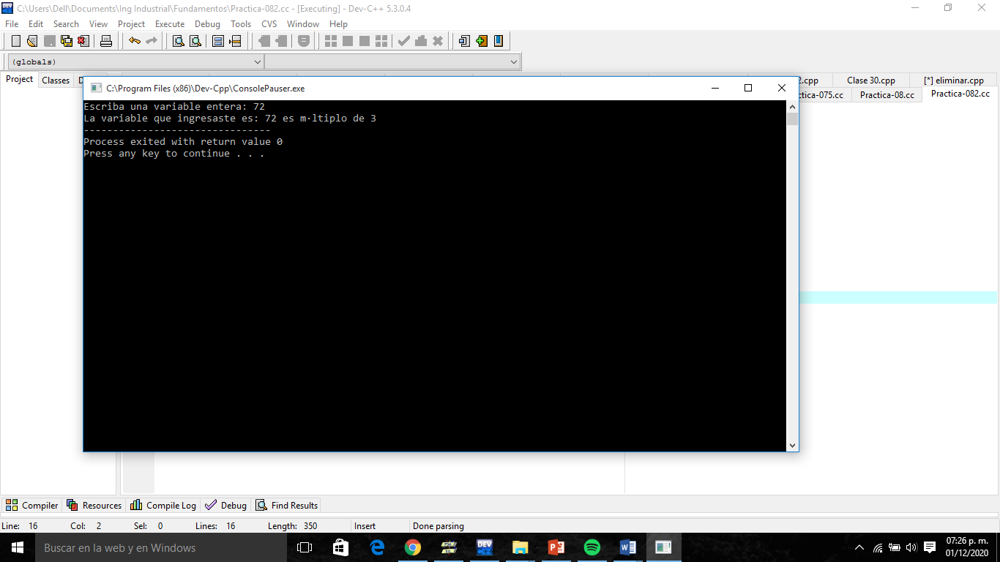 C:\Users\Dell\Documents\Ing Industrial\Fundamentos\Practica-082.cc - [Executing] - Dev-C++ 5.3.0.4
File Edit Search View Project Execute Debug Tools CVS Window Help
(globals)
Project Classes D
2.cpp Clase 30.cpp [*] eliminar.cpp
ctica-075.cc Practica-08.cc Practica-082.cc
C:\Program Files (x86)\Dev-Cpp\ConsolePauser.exe
Escriba una variable entera: 72
La variable que ingresaste es: 72 es m·ltiplo de 3
--------------------------------
Process exited with return value 0
Press any key to continue . . .
Compiler Resources Compile Log Debug Find Results
Line: 16 Col: 2 Sel: 0 Lines: 16 Length: 350 Insert Done parsing
Buscar en la web y en Windows
DEV
07:26 p. m.
01/12/2020